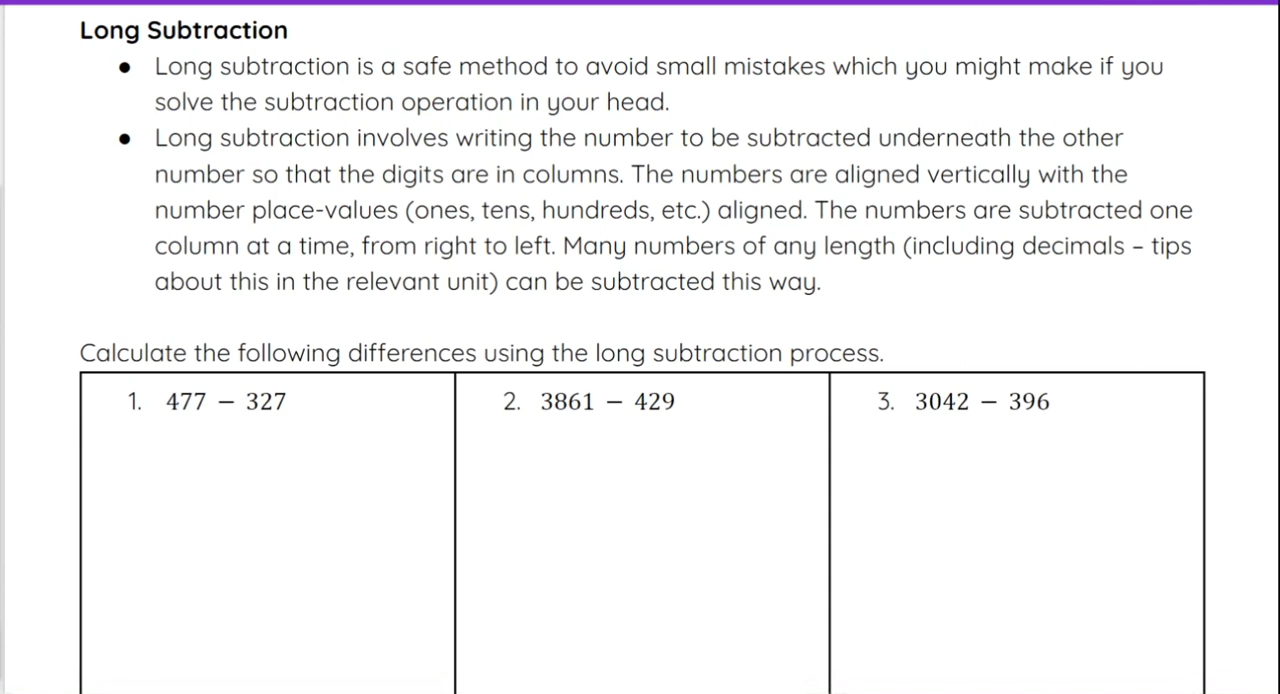 Long Subtraction
● Long subtraction is a safe method to avoid small mistakes which you might make if you
solve the subtraction operation in your head.
● Long subtraction involves writing the number to be subtracted underneath the other
number so that the digits are in columns. The numbers are aligned vertically with the
number place-values (ones, tens, hundreds, etc.) aligned. The numbers are subtracted one
column at a time, from right to left. Many numbers of any length (including decimals – tips
about this in the relevant unit) can be subtracted this way.
Calculate the following differences using the long subtraction process.
1. 477 − 327
2. 3861 − 429
3. 3042 − 396